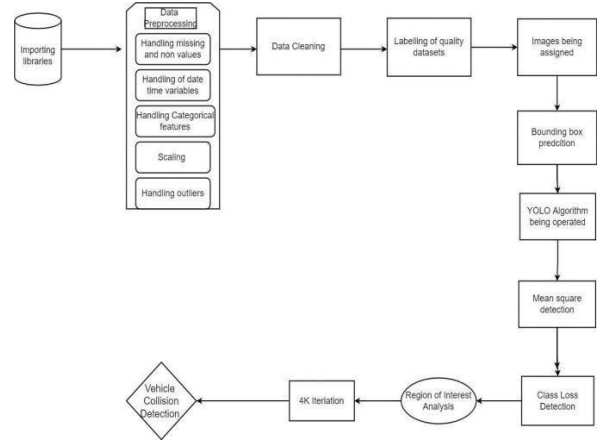 Importing
libraries
Data
Preprocessing
Handling missing
and non values
Handling of date
time variables
Handling Categorical
features
Scaling
Handling outliers
Data Cleaning
Labelling of quality
datasets
Images being
assigned
Bounding box
predcition
YOLO Algorithm
being operated
Mean square
detection
Class Loss
Detection
Region of Interest
Analysis
4K Iteriation
Vehicle
Collision
Detection